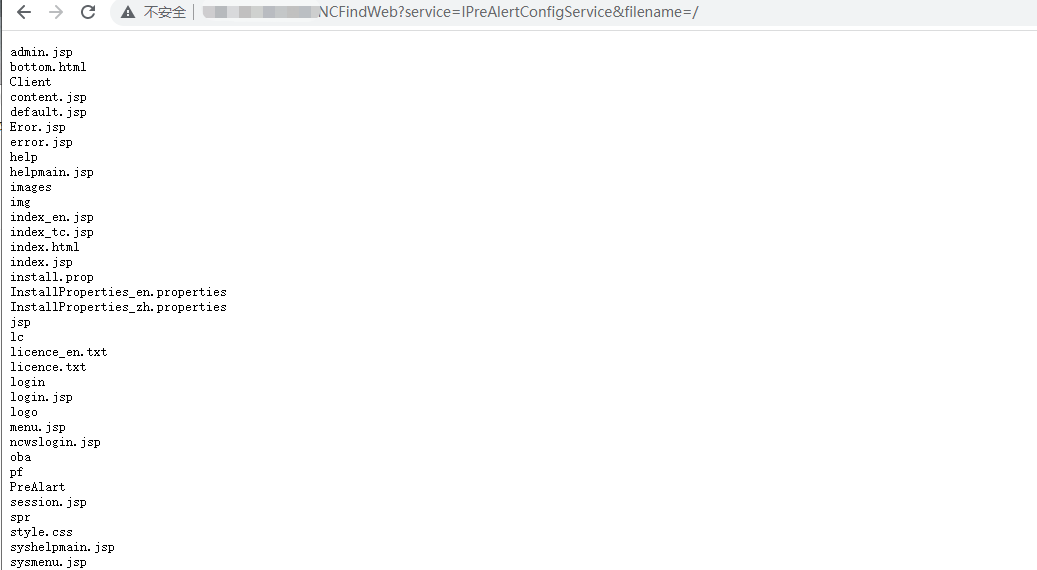 不安全 NCFindWeb?service=IPreAlertConfigService&filename=/
admin.jsp
bottom.html
Client
content.jsp
default.jsp
Eror.jsp
error.jsp
help
helpmain.jsp
images
img
index_en.jsp
index_tc.jsp
index.html
index.jsp
install.prop
InstallProperties_en.properties
InstallProperties_zh.properties
jsp
lc
licence_en.txt
licence.txt
login
login.jsp
logo
menu.jsp
ncwslogin.jsp
oba
pf
PreAlart
session.jsp
spr
style.css
syshelpmain.jsp
sysmenu.jsp